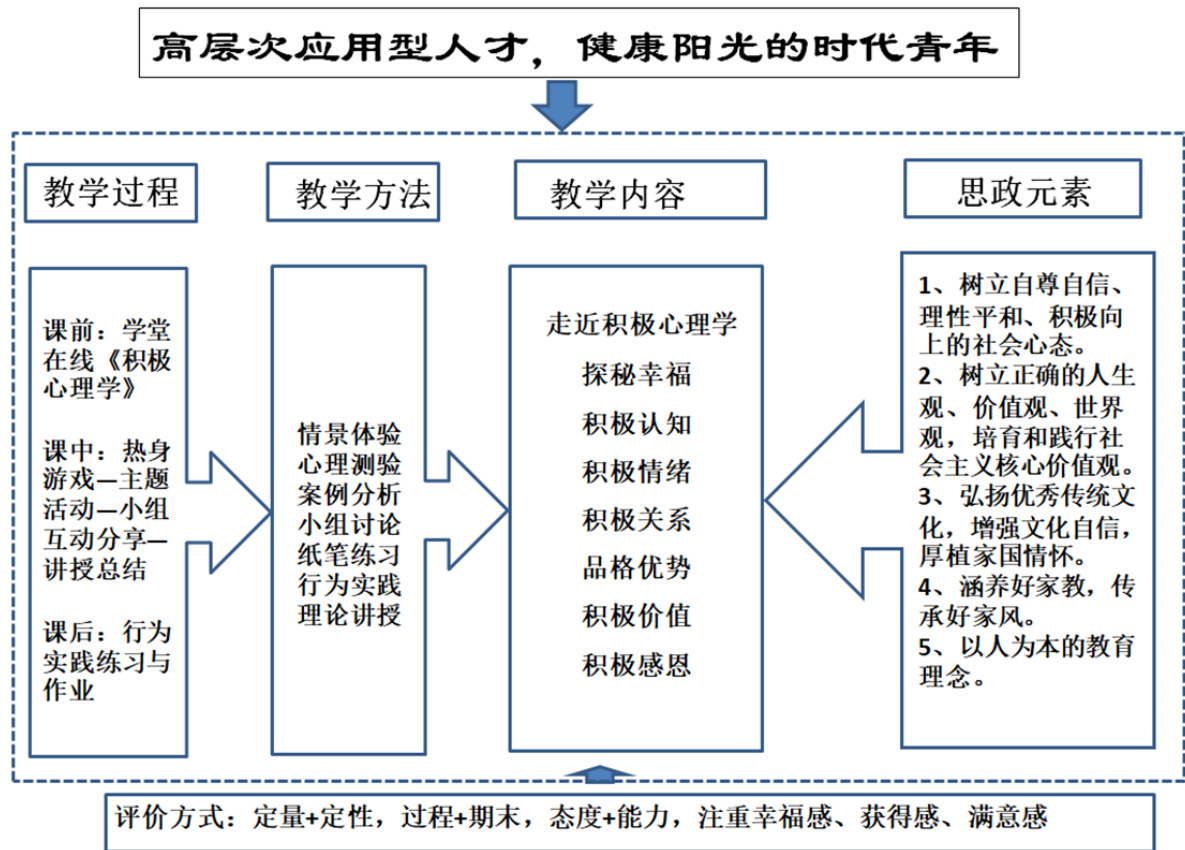 高层次应用型人才，健康阳光的时代青年
教学过程
教学方法
教学内容
思政元素
课前：学堂
在线《积极
心理学》
课中：热身
游戏—主题
活动—小组
互动分享—
讲授总结
课后：行为
实践练习与
作业
情景体验
心理测验
案例分析
小组讨论
纸笔练习
行为实践
理论讲授
走近积极心理学
探秘幸福
积极认知
积极情绪
积极关系
品格优势
积极价值
积极感恩
1、树立自尊自信、
理性平和、积极向
上的社会心态。
2、树立正确的人生
观、价值观、世界
观，培育和践行社
会主义核心价值观。
3、弘扬优秀传统文
化，增强文化自信，
厚植家国情怀。
4、涵养好家教，传
承好家风。
5、以人为本的教育
理念。
评价方式：定量+定性，过程+期末，态度+能力，注重幸福感、获得感、满意感